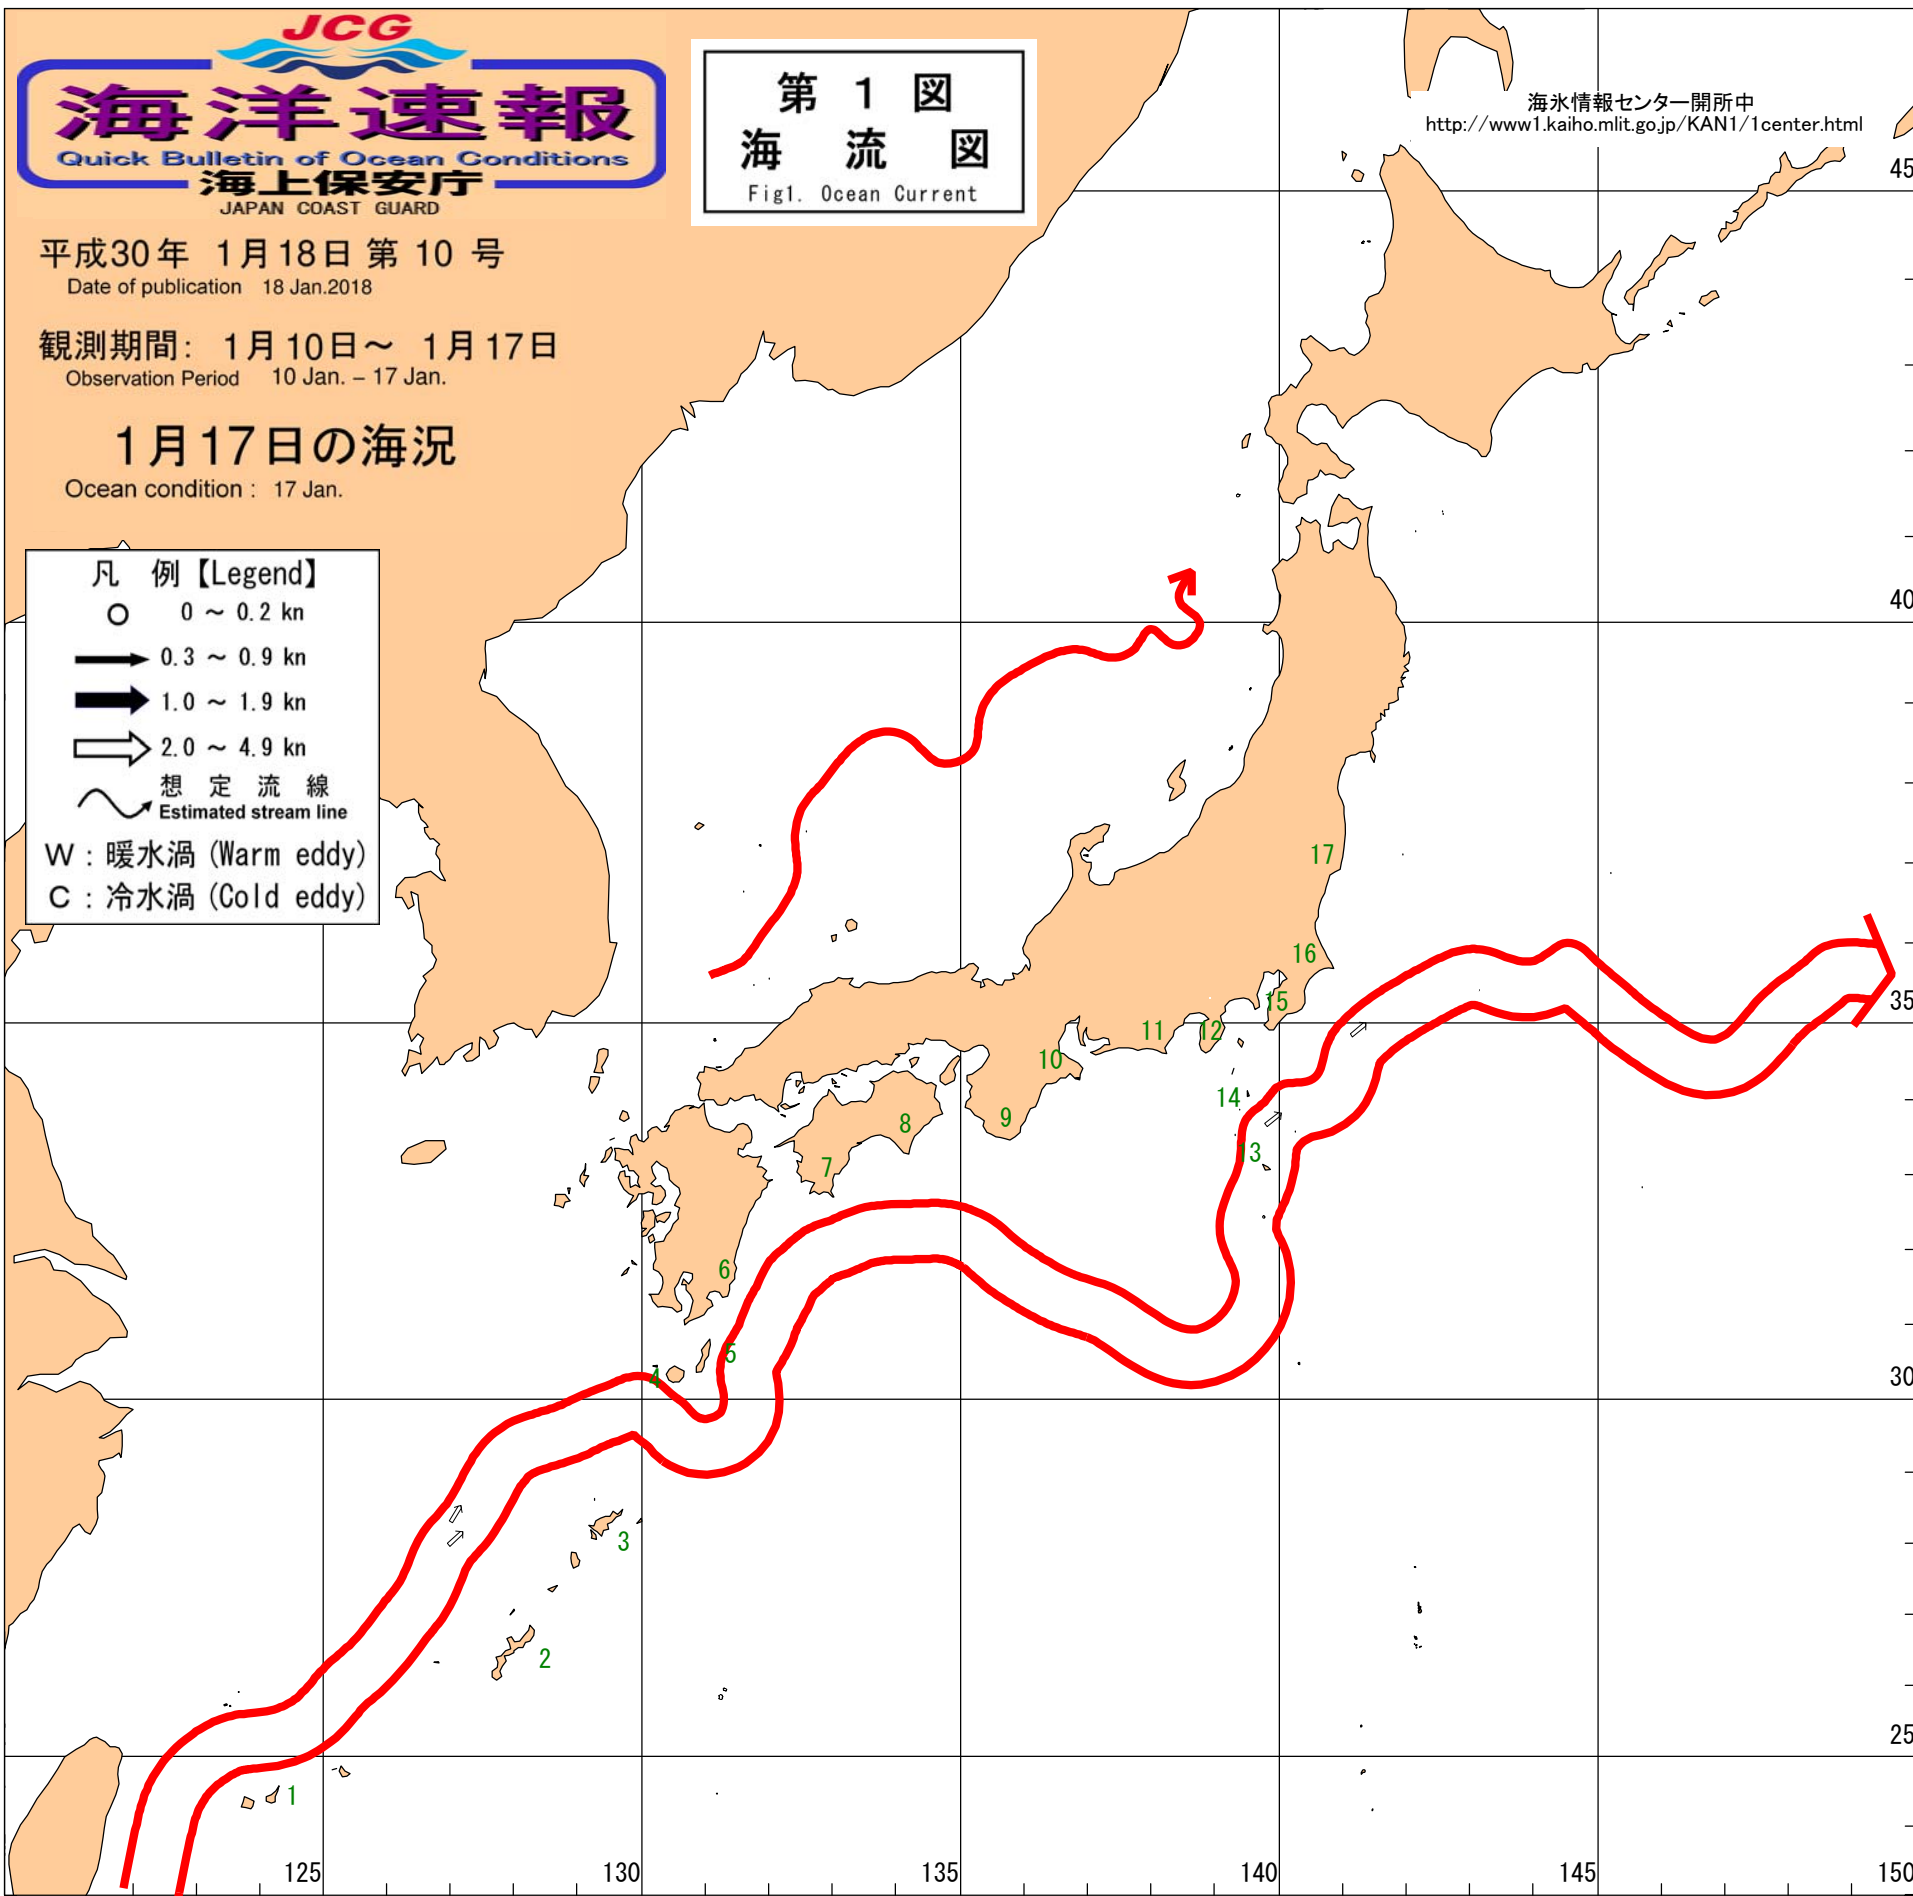 JCG
海洋速報
Quick Bulletin of Ocean Conditions
海上保安庁
JAPAN COAST GUARD
第 1 図
海 流 図
Fig1. Ocean Current
海氷情報センター開所中
http://www1.kaiho.mlit.go.jp/KAN1/1center.html
平成30年 1月18日 第 10 号
Date of publication 18 Jan.2018
観測期間: 1月10日～ 1月17日
Observation Period 10 Jan. – 17 Jan.
1月17日の海況
Ocean condition : 17 Jan.
凡 例【Legend】
0 ～ 0.2 kn
0.3 ～ 0.9 kn
1.0 ～ 1.9 kn
2.0 ～ 4.9 kn
想 定 流 線
Estimated stream line
W : 暖水渦 (Warm eddy)
C : 冷水渦 (Cold eddy)
45
40
35
30
25
17
16
15
11
12
10
14
9
8
13
7
6
5
4
3
2
1
125
130
135
140
145
150